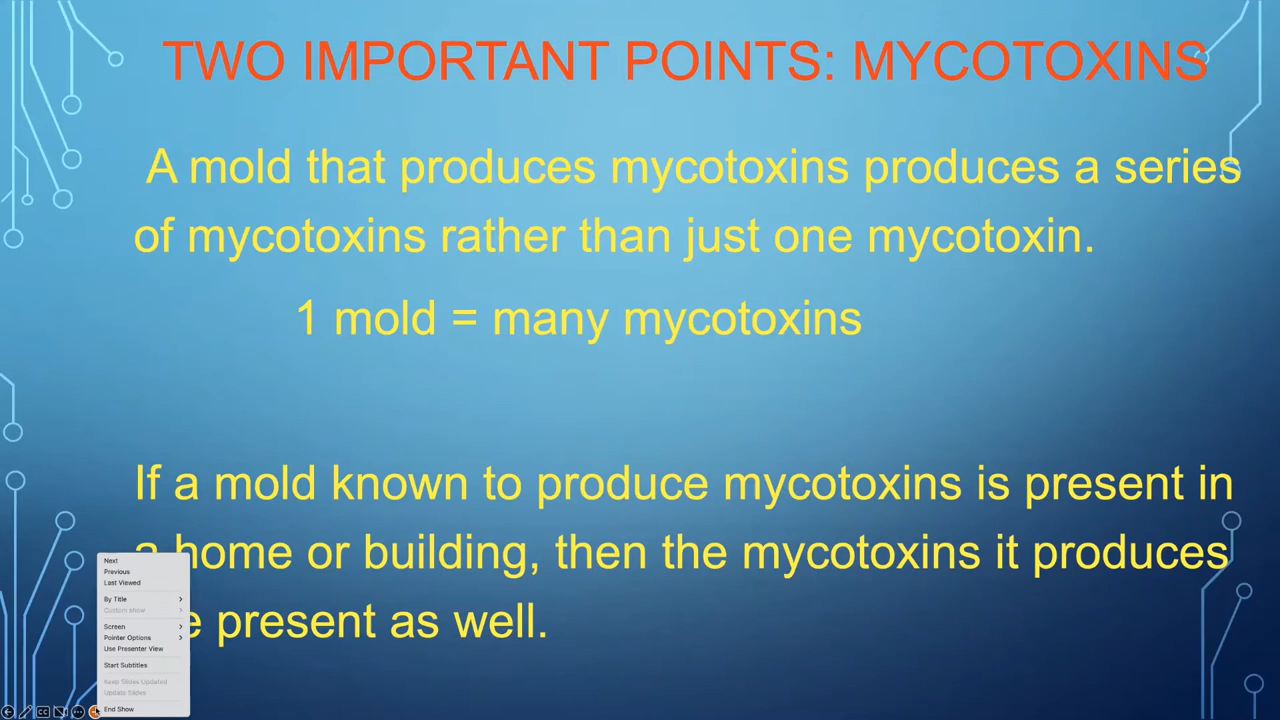 TWO IMPORTANT POINTS: MYCOTOXINS
A mold that produces mycotoxins produces a series
of mycotoxins rather than just one mycotoxin.
1 mold = many mycotoxins
If a mold known to produce mycotoxins is present in
a home or building, then the mycotoxins it produces
present as well.
Next
Previous
Last Viewed
By Title
Custom show
Screen
Pointer Options
Use Presenter View
Start Subtitles
Keep Slides Updated
Update Slides
End Show
CC